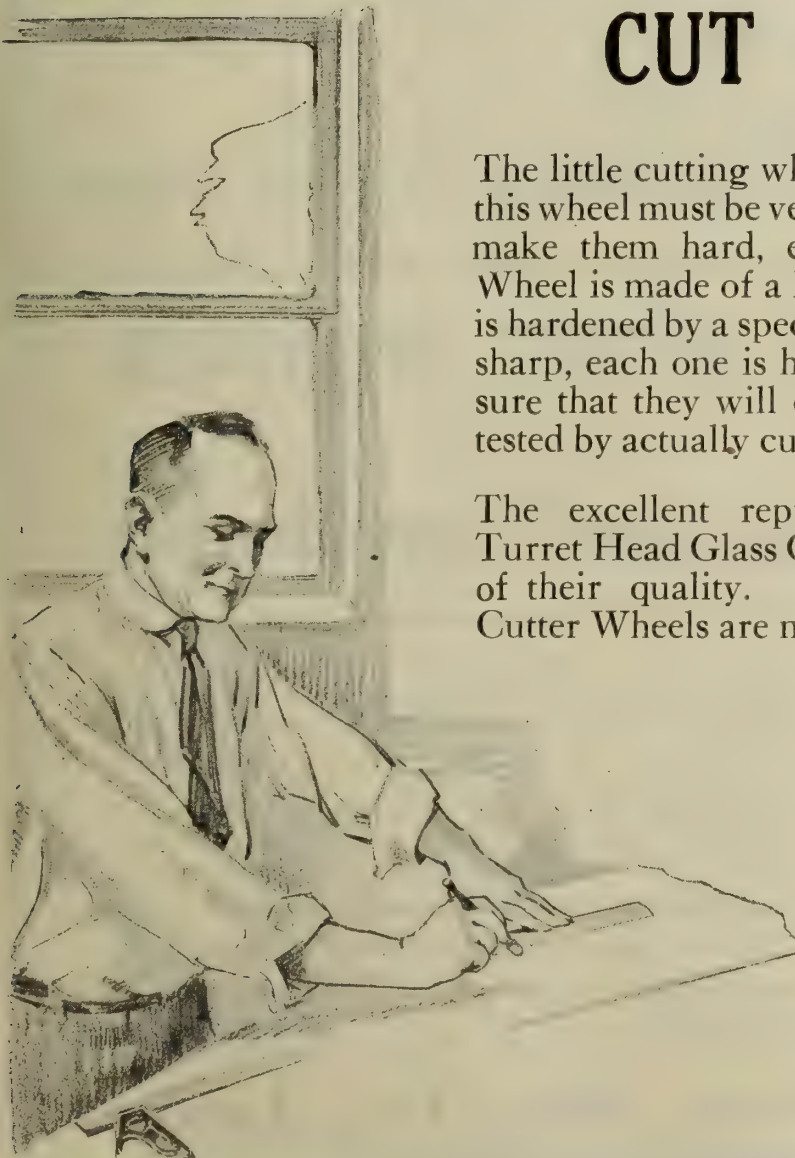 CUT
The little cutting wh
this wheel must be ve
make them hard, e
Wheel is made of a
is hardened by a spec
sharp, each one is h
sure that they will
tested by actually cu
The excellent rep
Turret Head Glass
of their quality.
Cutter Wheels are n